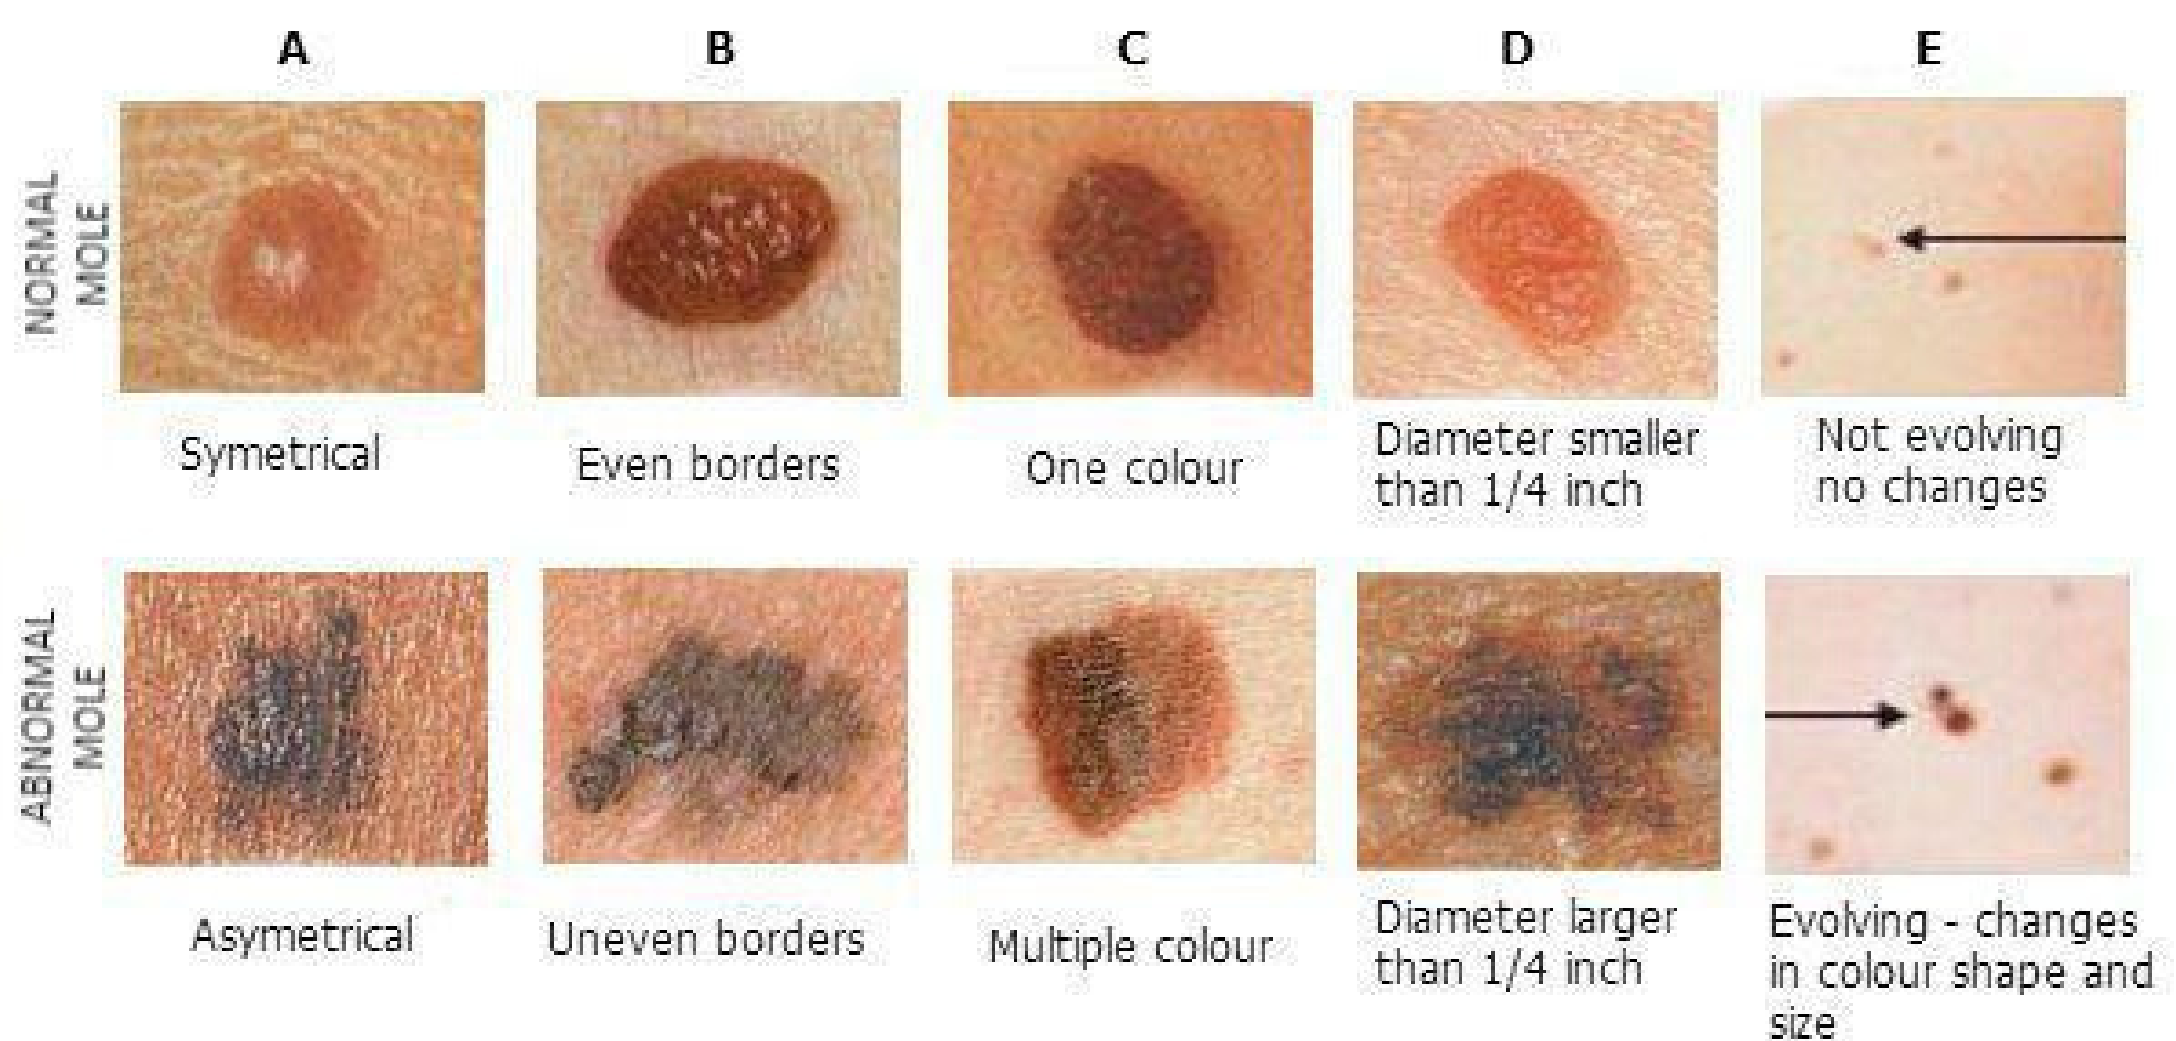 A B C D E
NORMAL
MOLE
Symetrical
Even borders
One colour
Diameter smaller
than 1/4 inch
Not evolving
no changes
ABNORMAL
MOLE
Asymetrical
Uneven borders
Multiple colour
Diameter larger
than 1/4 inch
Evolving - changes
in colour shape and
size